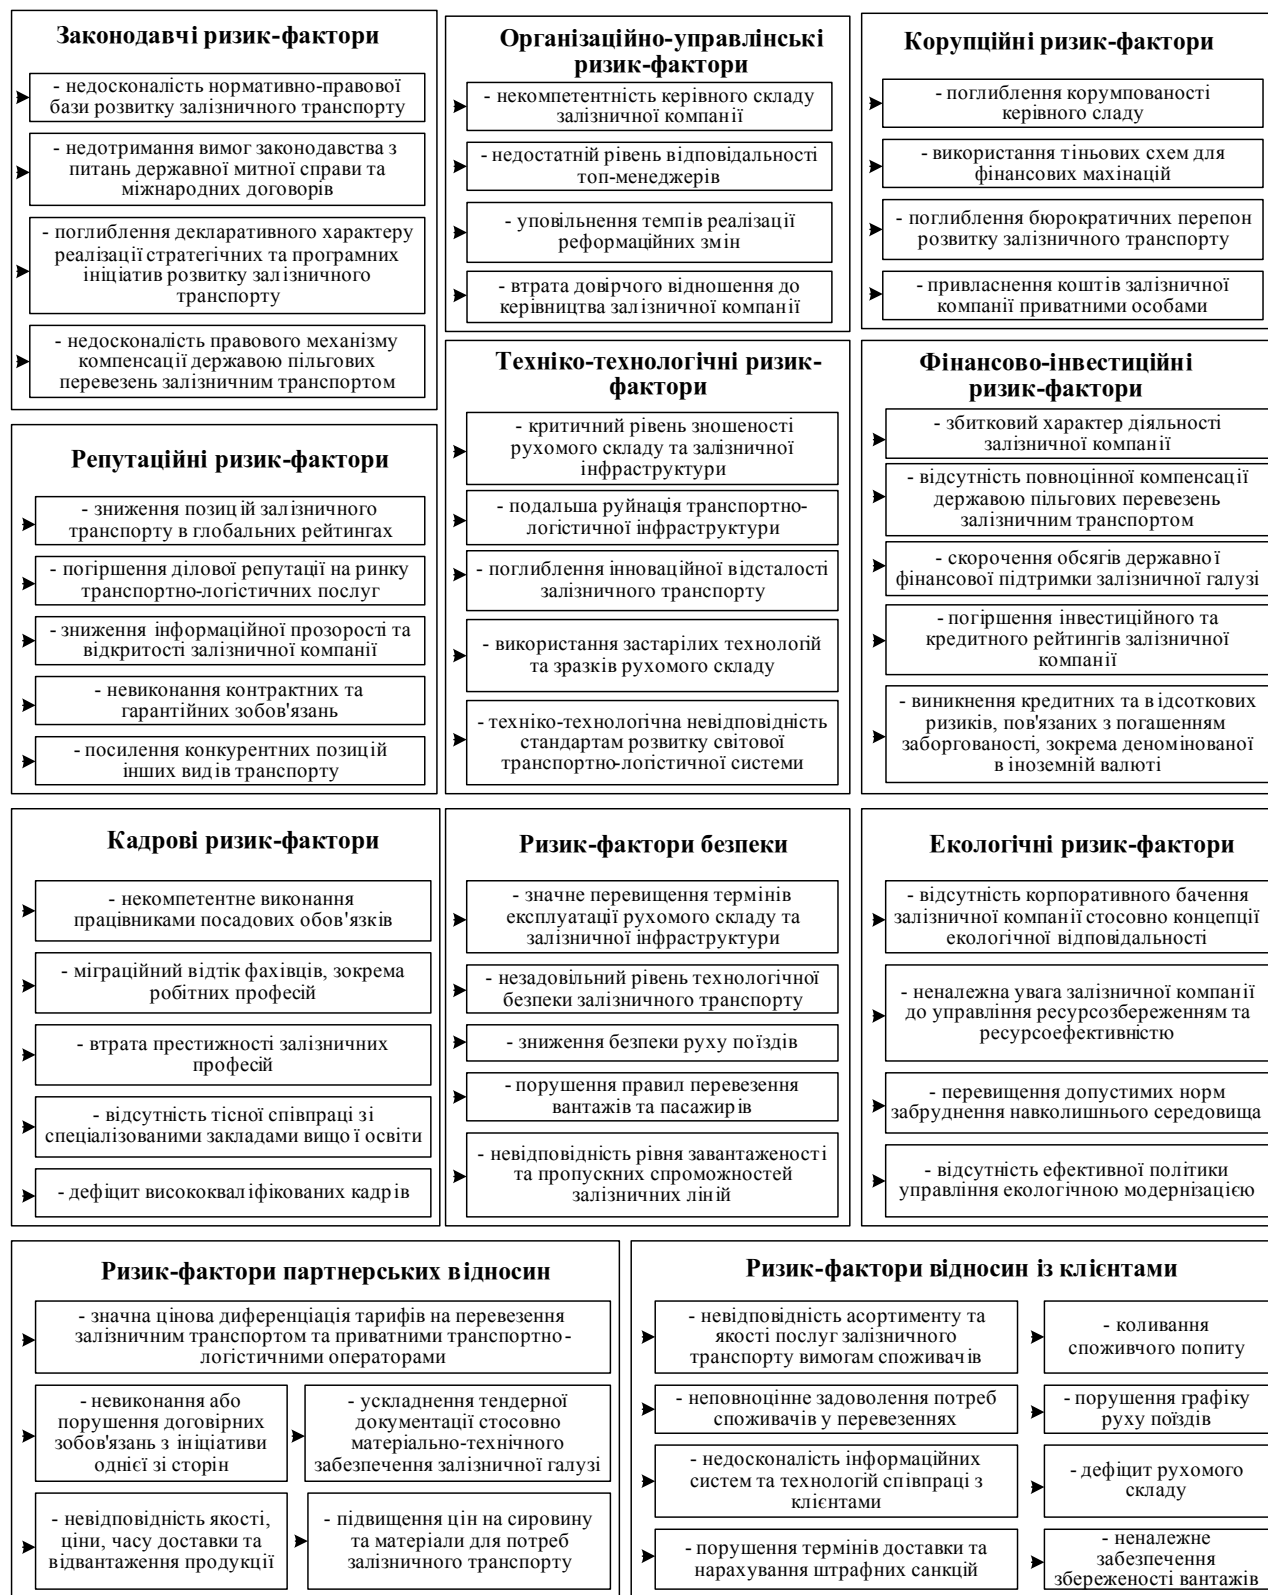 Законодавчі ризик-фактори
- недосконалість нормативно-правової
бази розвитку залізничного транспорту
- недотримання вимог законодавства з
питань державної митної справи та
міжнародних договорів
- поглиблення декларативного характеру
реалізації стратегічних та програмних
ініціатив розвитку залізничного
транспорту
- недосконалість правового механізму
компенсації державою пільгових
перевезень залізничним транспортом
Організаційно-управлінські
ризик-фактори
- некомпетентність керівного складу
залізничної компанії
- недостатній рівень відповідальності
топ-менеджерів
- уповільнення темпів реалізації
реформаційних змін
- втрата довірчого відношення до
керівництва залізничної компанії
Корупційні ризик-фактори
- поглиблення корумпованості
керівного сладу
- використання тіньових схем для
фінансових махінацій
- поглиблення бюрократичних перепон
розвитку залізничного транспорту
- привласнення коштів залізничної
компанії приватними особами
Репутаційні ризик-фактори
- зниження позицій залізничного
транспорту в глобальних рейтингах
- погіршення ділової репутації на ринку
транспортно-логістичних послуг
- зниження інформаційної прозорості та
відкритості залізничної компанії
- невиконання контрактних та
гарантійних зобов'язань
- посилення конкурентних позицій
інших видів транспорту
Техніко-технологічні ризик-
фактори
- критичний рівень зношеності
рухомого складу та залізничної
інфраструктури
- подальша руйнація транспортно-
логістичної інфраструктури
- поглиблення інноваційної відсталості
залізничного транспорту
- використання застарілих технологій
та зразків рухомого складу
- техніко-технологічна невідповідність
стандартам розвитку світової
транспортно-логістичної системи
Фінансово-інвестиційні
ризик-фактори
- збитковий характер діяльності
залізничної компанії
- відсутність повноцінної компенсації
державою пільгових перевезень
залізничним транспортом
- скорочення обсягів державної
фінансової підтримки залізничної галузі
- погіршення інвестиційного та
кредитного рейтингів залізничної
компанії
- виникнення кредитних та відсоткових
ризиків, пов'язаних з погашенням
заборгованості, зокрема деномінованої
в іноземній валюті
Кадрові ризик-фактори
- некомпетентне виконання
працівниками посадових обов'язків
- міграційний відтік фахівців, зокрема
робітних професій
- втрата престижності залізничних
професій
- відсутність тісної співпраці зі
спеціалізованими закладами вищої освіти
- дефіцит висококваліфікованих кадрів
Ризик-фактори безпеки
- значне перевищення термінів
експлуатації рухомого складу та
залізничної інфраструктури
- незадовільний рівень технологічної
безпеки залізничного транспорту
- зниження безпеки руху поїздів
- порушення правил перевезення
вантажів та пасажирів
- невідповідність рівня завантаженості
та пропускних спроможностей
залізничних ліній
Екологічні ризик-фактори
- відсутність корпоративного бачення
залізничної компанії стосовно концепції
екологічної відповідальності
- неналежна увага залізничної компанії
до управління ресурсозбереженням та
ресурсоефективністю
- перевищення допустимих норм
забруднення навколишнього середовища
- відсутність ефективної політики
управління екологічною модернізацією
Ризик-фактори партнерських відносин
- значна цінова диференціація тарифів на перевезення
залізничним транспортом та приватними транспортно-
логістичними операторами
- невиконання або
порушення договірних
зобов'язань з ініціативи
однієї зі сторін
- ускладнення тендерної
документації стосовно
матеріально-технічного
забезпечення залізничної галузі
- невідповідність якості,
ціни, часу доставки та
відвантаження продукції
- підвищення цін на сировину
та матеріали для потреб
залізничного транспорту
Ризик-фактори відносин із клієнтами
- невідповідність асортименту та
якості послуг залізничного
транспорту вимогам споживачів
- коливання
споживчого попиту
- неповноцінне задоволення потреб
споживачів у перевезеннях
- порушення графіку
руху поїздів
- недосконалість інформаційних
систем та технологій співпраці з
клієнтами
- дефіцит рухомого
складу
- порушення термінів доставки та
нарахування штрафних санкцій
- неналежне
забезпечення
збереженості вантажів